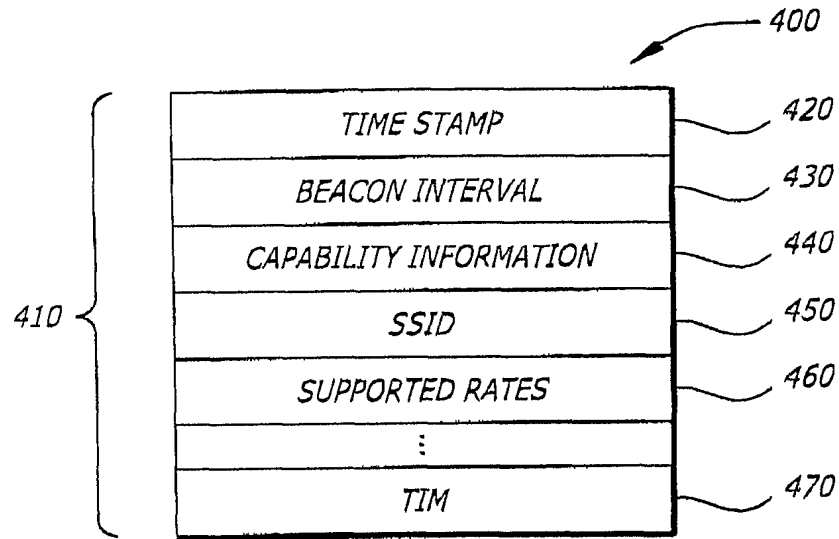 400
TIME STAMP 420
BEACON INTERVAL 430
CAPABILITY INFORMATION 440
410
SSID 450
SUPPORTED RATES 460
⋮
TIM 470